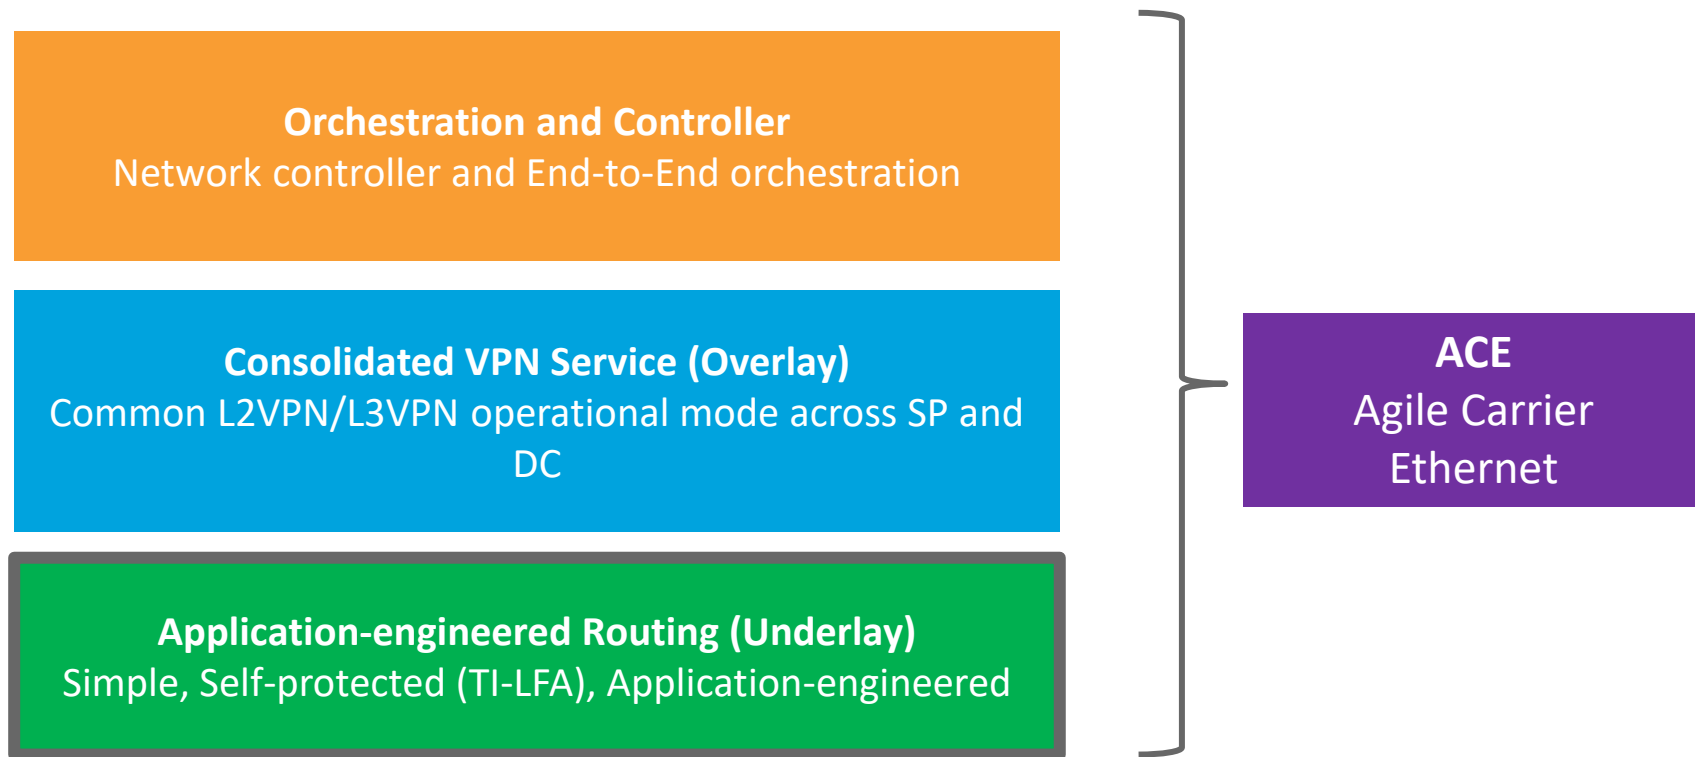 Orchestration and Controller
Network controller and End-to-End orchestration
Consolidated VPN Service (Overlay)
Common L2VPN/L3VPN operational mode across SP and
DC
Application-engineered Routing (Underlay)
Simple, Self-protected (TI-LFA), Application-engineered
ACE
Agile Carrier
Ethernet